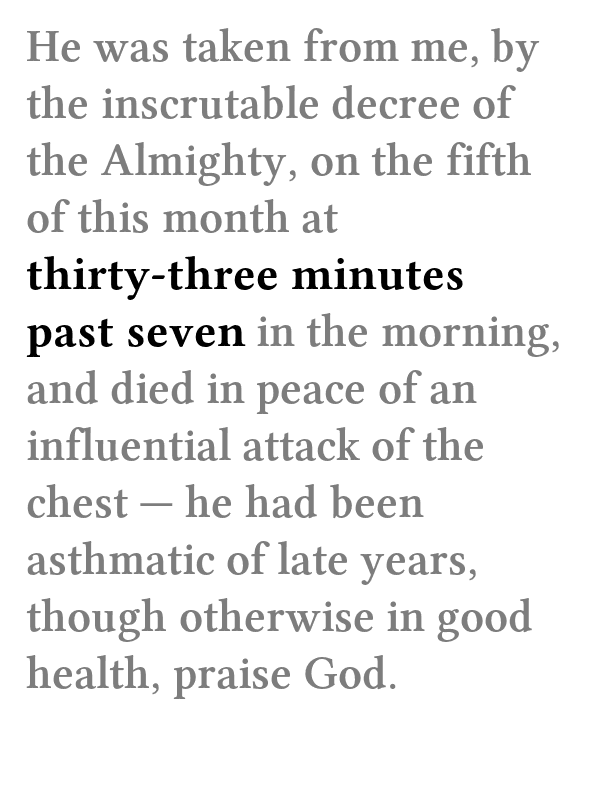 He was taken from me, by
the inscrutable decree of
the Almighty, on the fifth
of this month at
thirty-three minutes
past seven in the morning,
and died in peace of an
influential attack of the
chest — he had been
asthmatic of late years,
though otherwise in good
health, praise God.